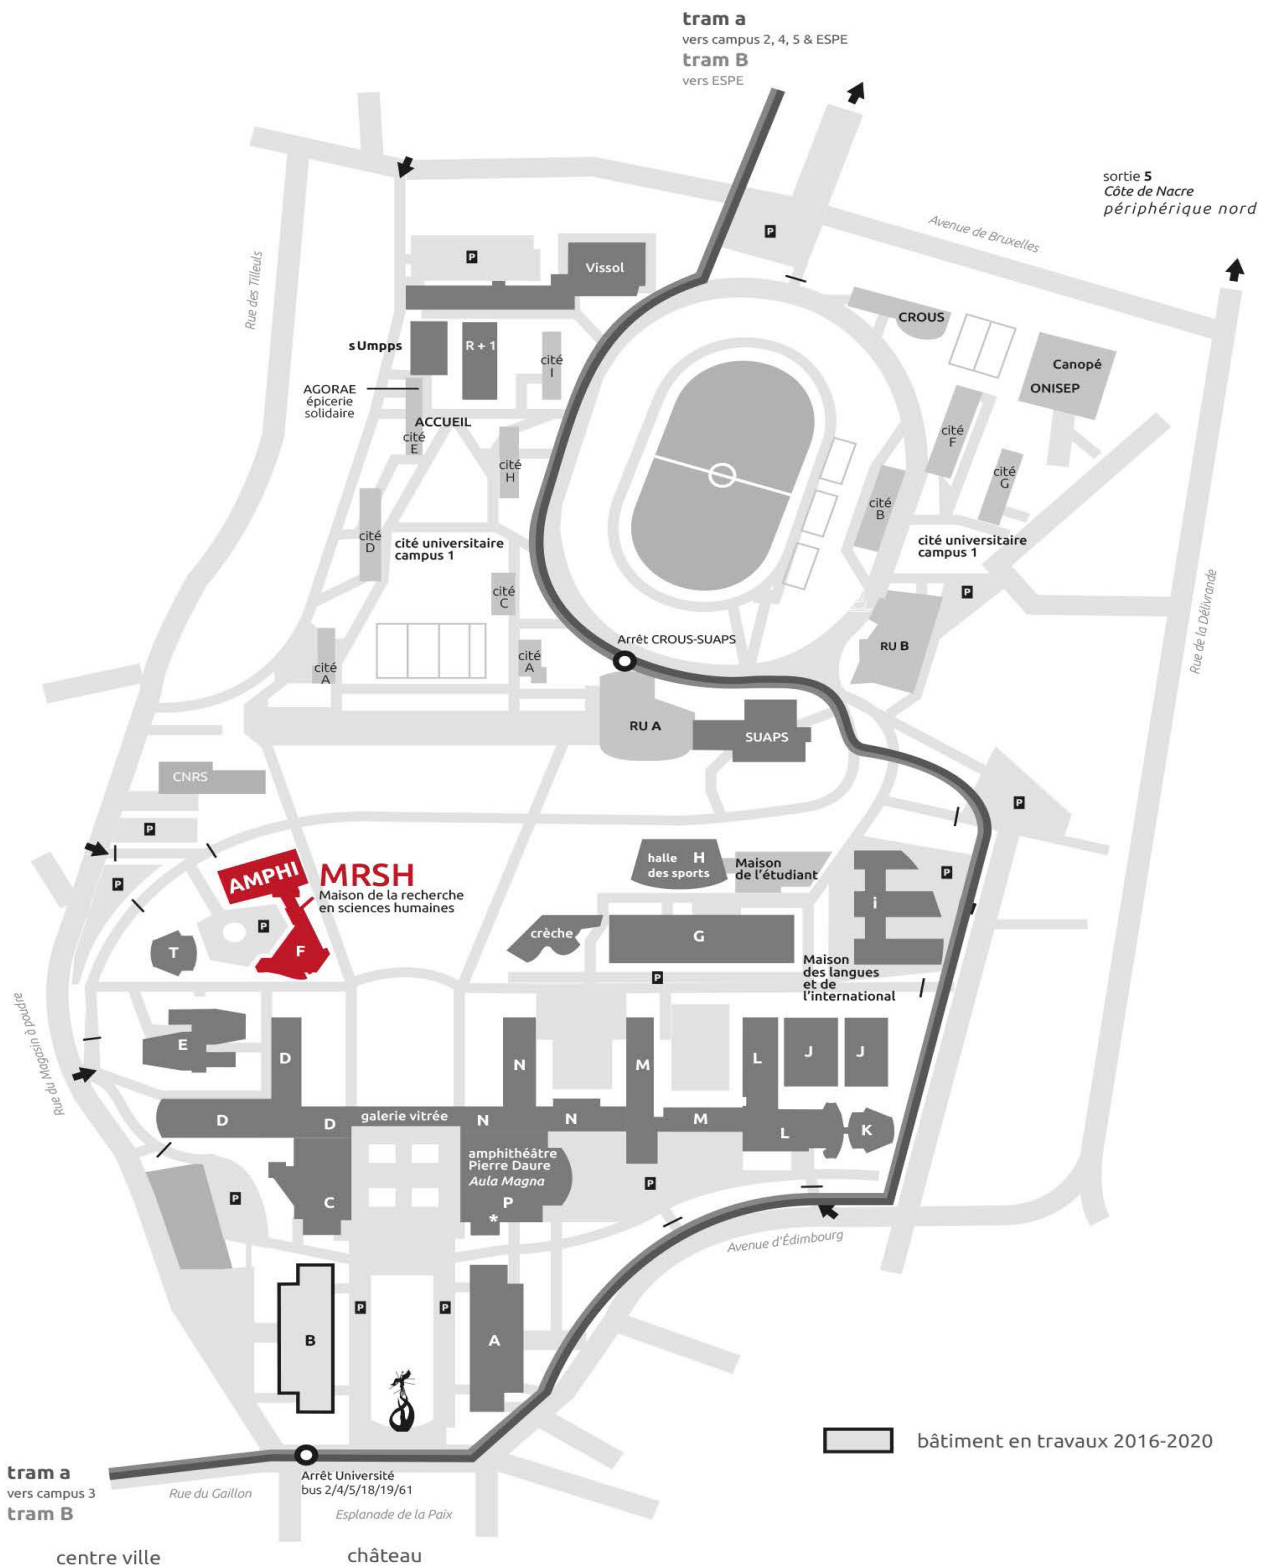 tram a
vers campus 2, 4, 5 & ESPE
tram B
vers ESPE
sortie 5
Côte de Nacre
périphérique nord
Avenue de Bruxelles
Rue des Tilleuls
P
P
Vissol
CROUS
sUmpps
R + 1
cité
I
Canopé
ONISEP
AGORAE
épicerie
solidaire
ACCUEIL
cité
E
cité
H
cité
F
cité
G
cité
B
cité
D
cité universitaire
campus 1
cité universitaire
campus 1
cité
C
P
Rue de la Délivrande
Arrêt CROUS-SUAPS
RU B
cité
A
cité
A
RU A
SUAPS
CNRS
P
P
P
AMPHI
MRSH
Maison de la recherche
en sciences humaines
halle H
des sports
Maison
de l'étudiant
P
i
P
F
T
crèche
G
Maison
des langues
et de
l'international
P
Rue du Magasin à poudre
E
D
N
M
L
J
J
D
D
galerie vitrée
N
N
M
L
K
amphithéâtre
Pierre Daure
Aula Magna
P
*
C
P
P
Avenue d'Édimbourg
P
P
B
A
bâtiment en travaux 2016-2020
tram a
vers campus 3
tram B
Arrêt Université
bus 2/4/5/18/19/61
Rue du Gaillon
Esplanade de la Paix
centre ville
château